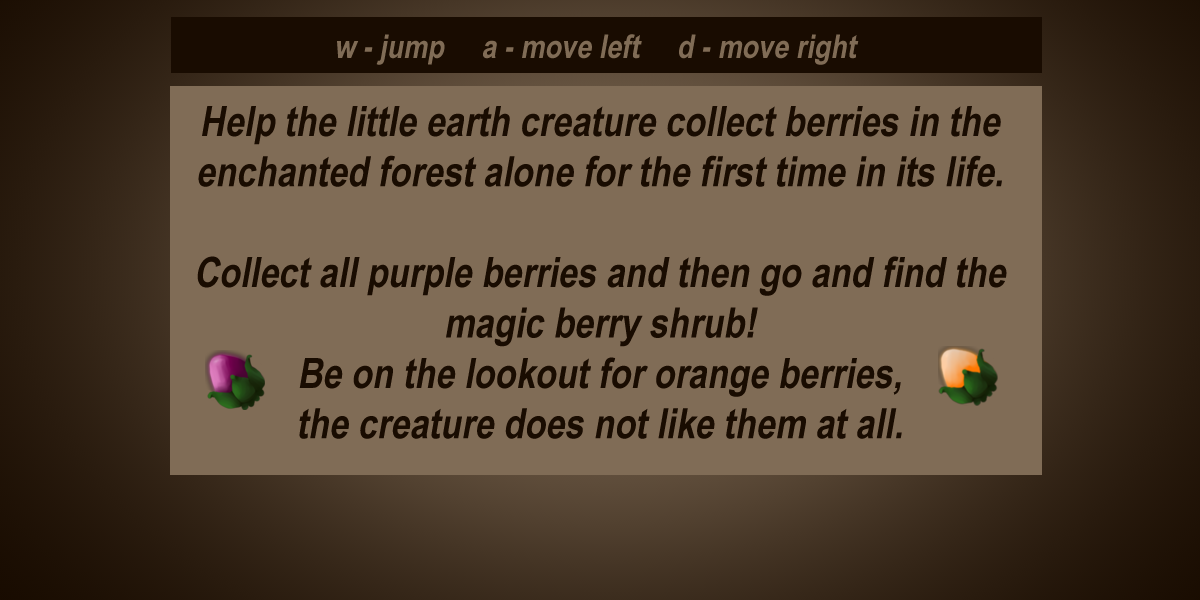 w - jump a - move left d - move right
Help the little earth creature collect berries in the
enchanted forest alone for the first time in its life.
Collect all purple berries and then go and find the
magic berry shrub!
Be on the lookout for orange berries,
the creature does not like them at all.